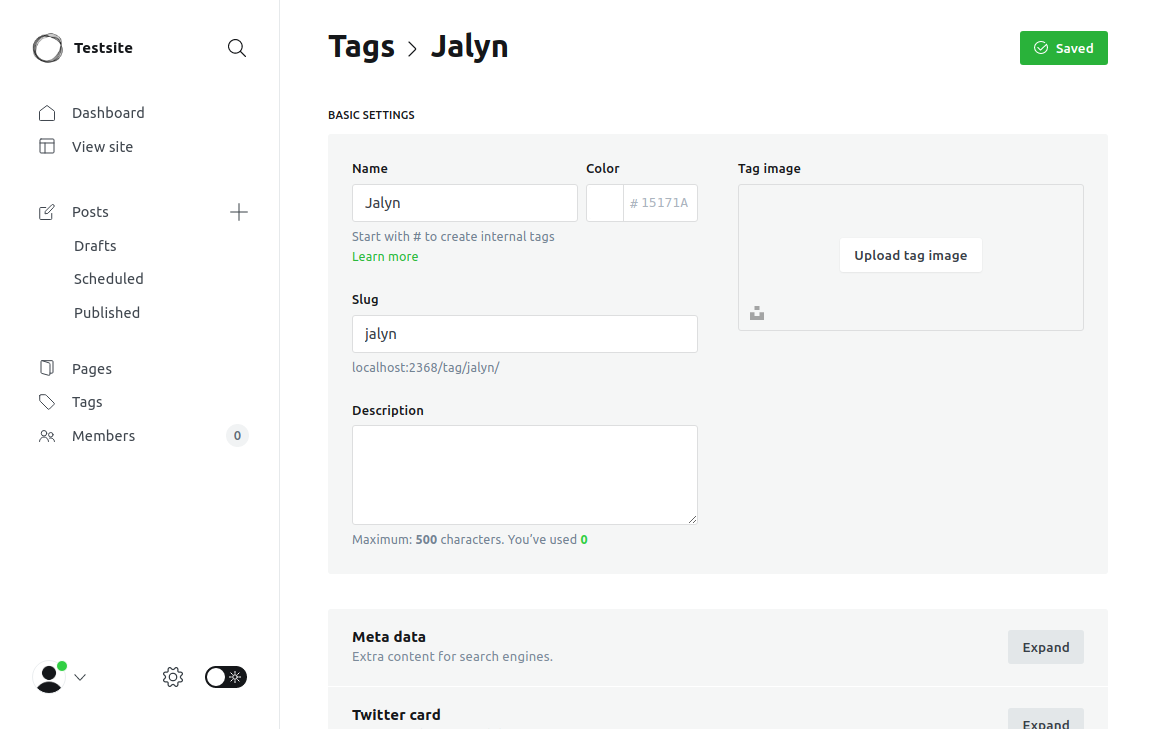 Testsite
Dashboard
View site
Posts
Drafts
Scheduled
Published
Pages
Tags
Members
0
Tags
Jalyn
Saved
BASIC SETTINGS
Name
Jalyn
Start with # to create internal tags
Learn more
Color
# 15171A
Slug
jalyn
localhost:2368/tag/jalyn/
Description
Maximum: 500 characters. You’ve used 0
Tag image
Upload tag image
Meta data
Extra content for search engines.
Expand
Twitter card
Expand